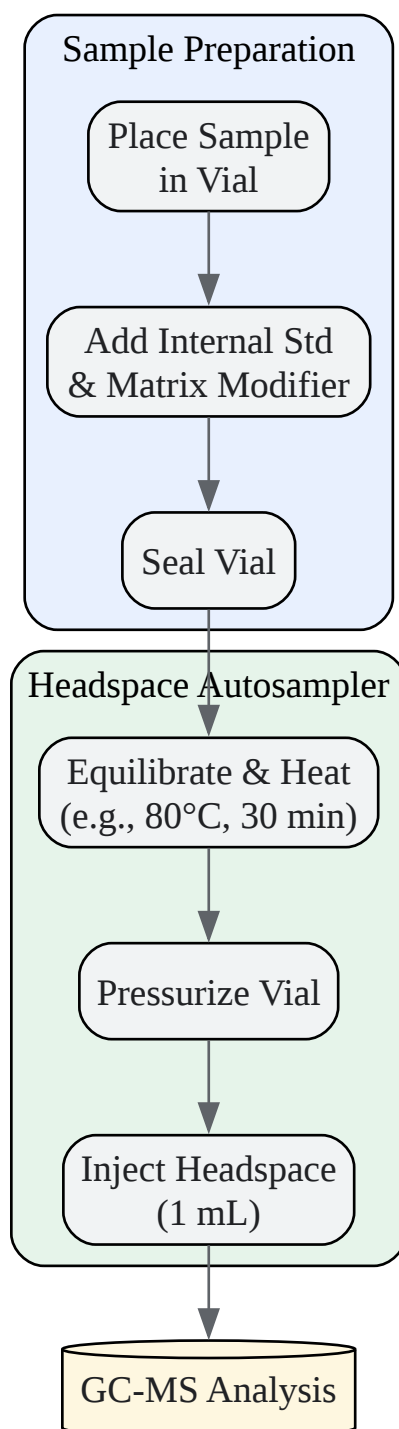 Sample Preparation
Place Sample
in Vial
Add Internal Std
& Matrix Modifier
Seal Vial
Headspace Autosampler
Equilibrate & Heat
(e.g., 80°C, 30 min)
Pressurize Vial
Inject Headspace
(1 mL)
GC-MS Analysis